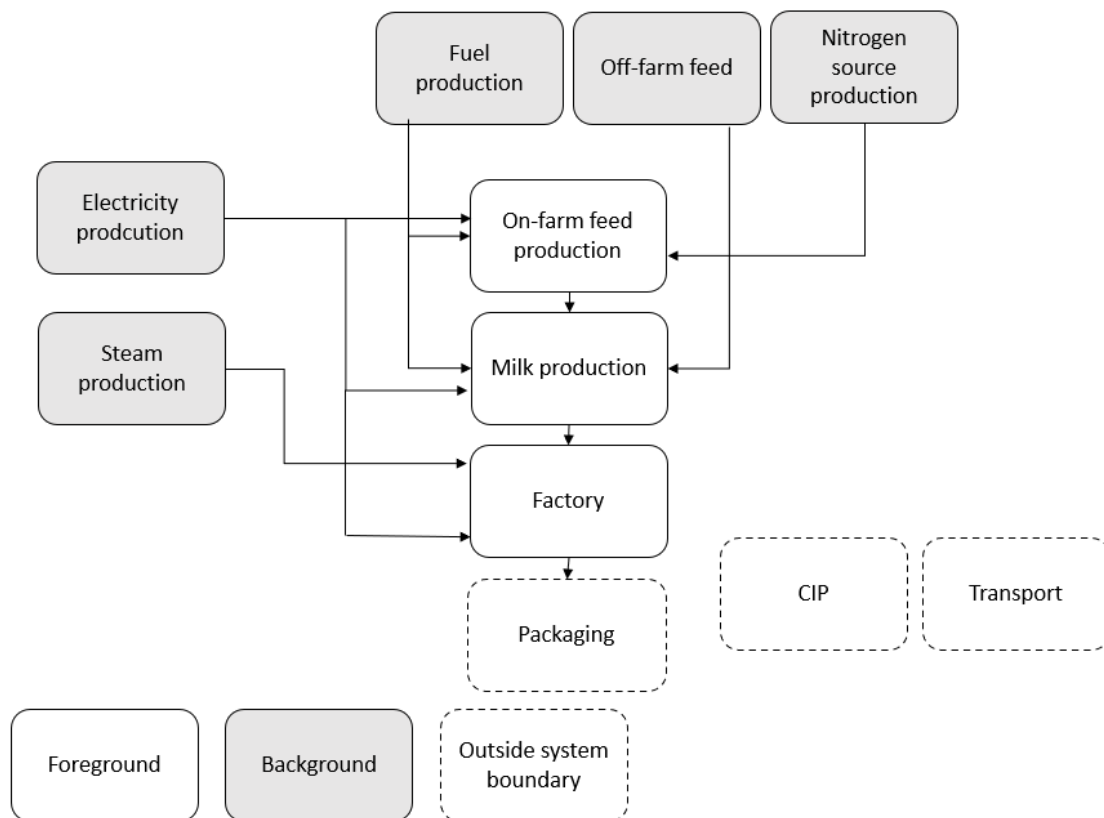 Fuel
production
Off-farm feed
Nitrogen
source
production
Electricity
prodcution
On-farm feed
production
Steam
production
Milk production
Factory
CIP
Transport
Packaging
Foreground
Background
Outside system
boundary